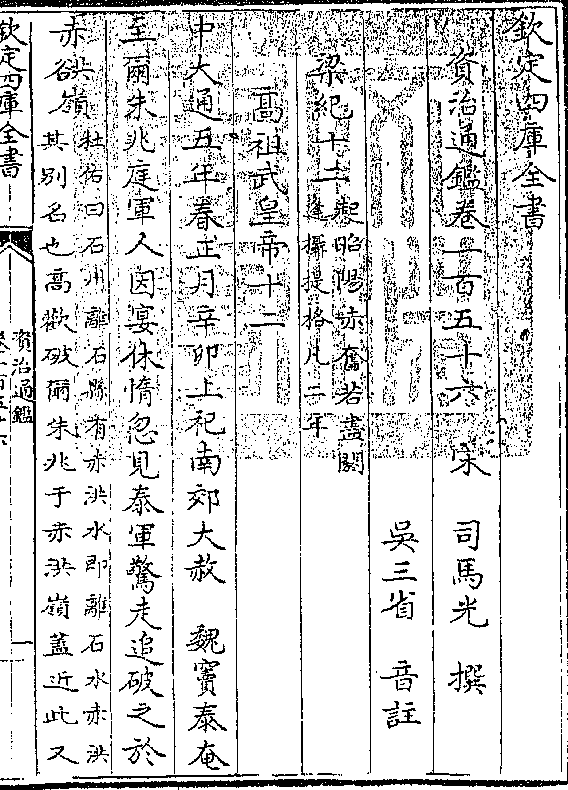 欽定四庫全書
資治通鑑卷一百五十六 宋 司馬光 撰
吳三省 音註
梁紀十二
起昭陽赤奮若盡閼
逢攝提格凡二年
高祖武皇帝十二
中大通五年春正月辛卯上祀南郊大赦 魏竇泰奄
至爾朱兆庭軍人因宴休惰忽見泰軍驚走追破之於
赤谼嶺
杜佑曰石州離石縣有赤洪水即離石水赤洪
其别名也高歡破爾朱兆于赤洪嶺蓋近此又
欽定四庫全書
資治通鑑